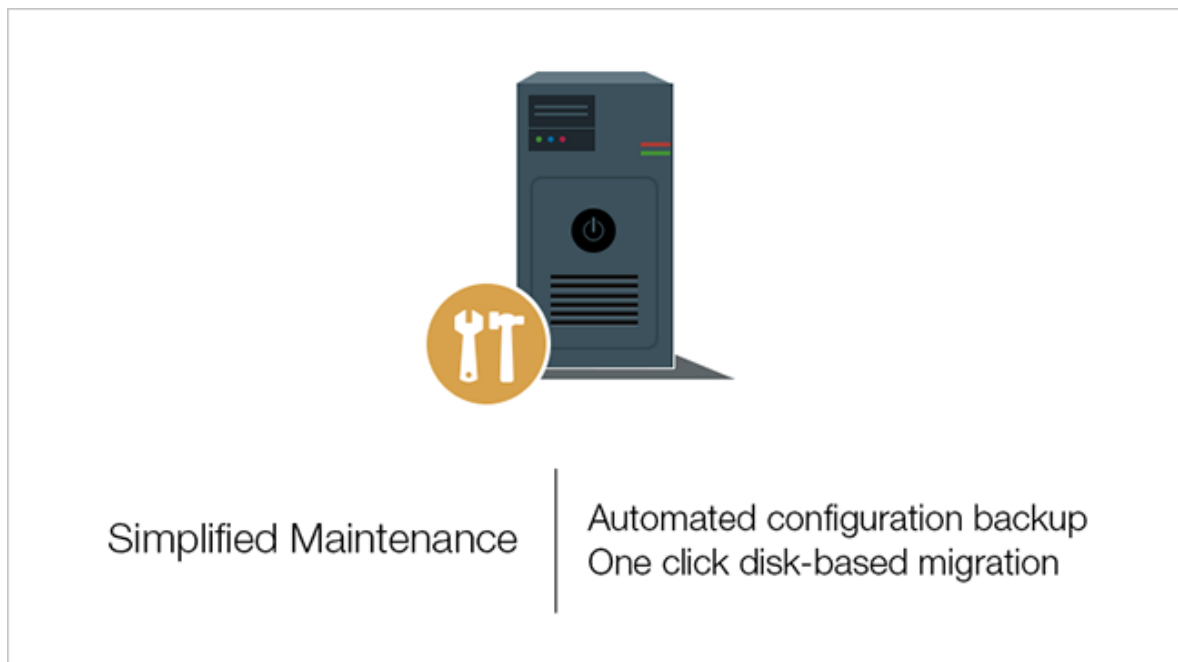 Simplified Maintenance
Automated configuration backup
One click disk-based migration